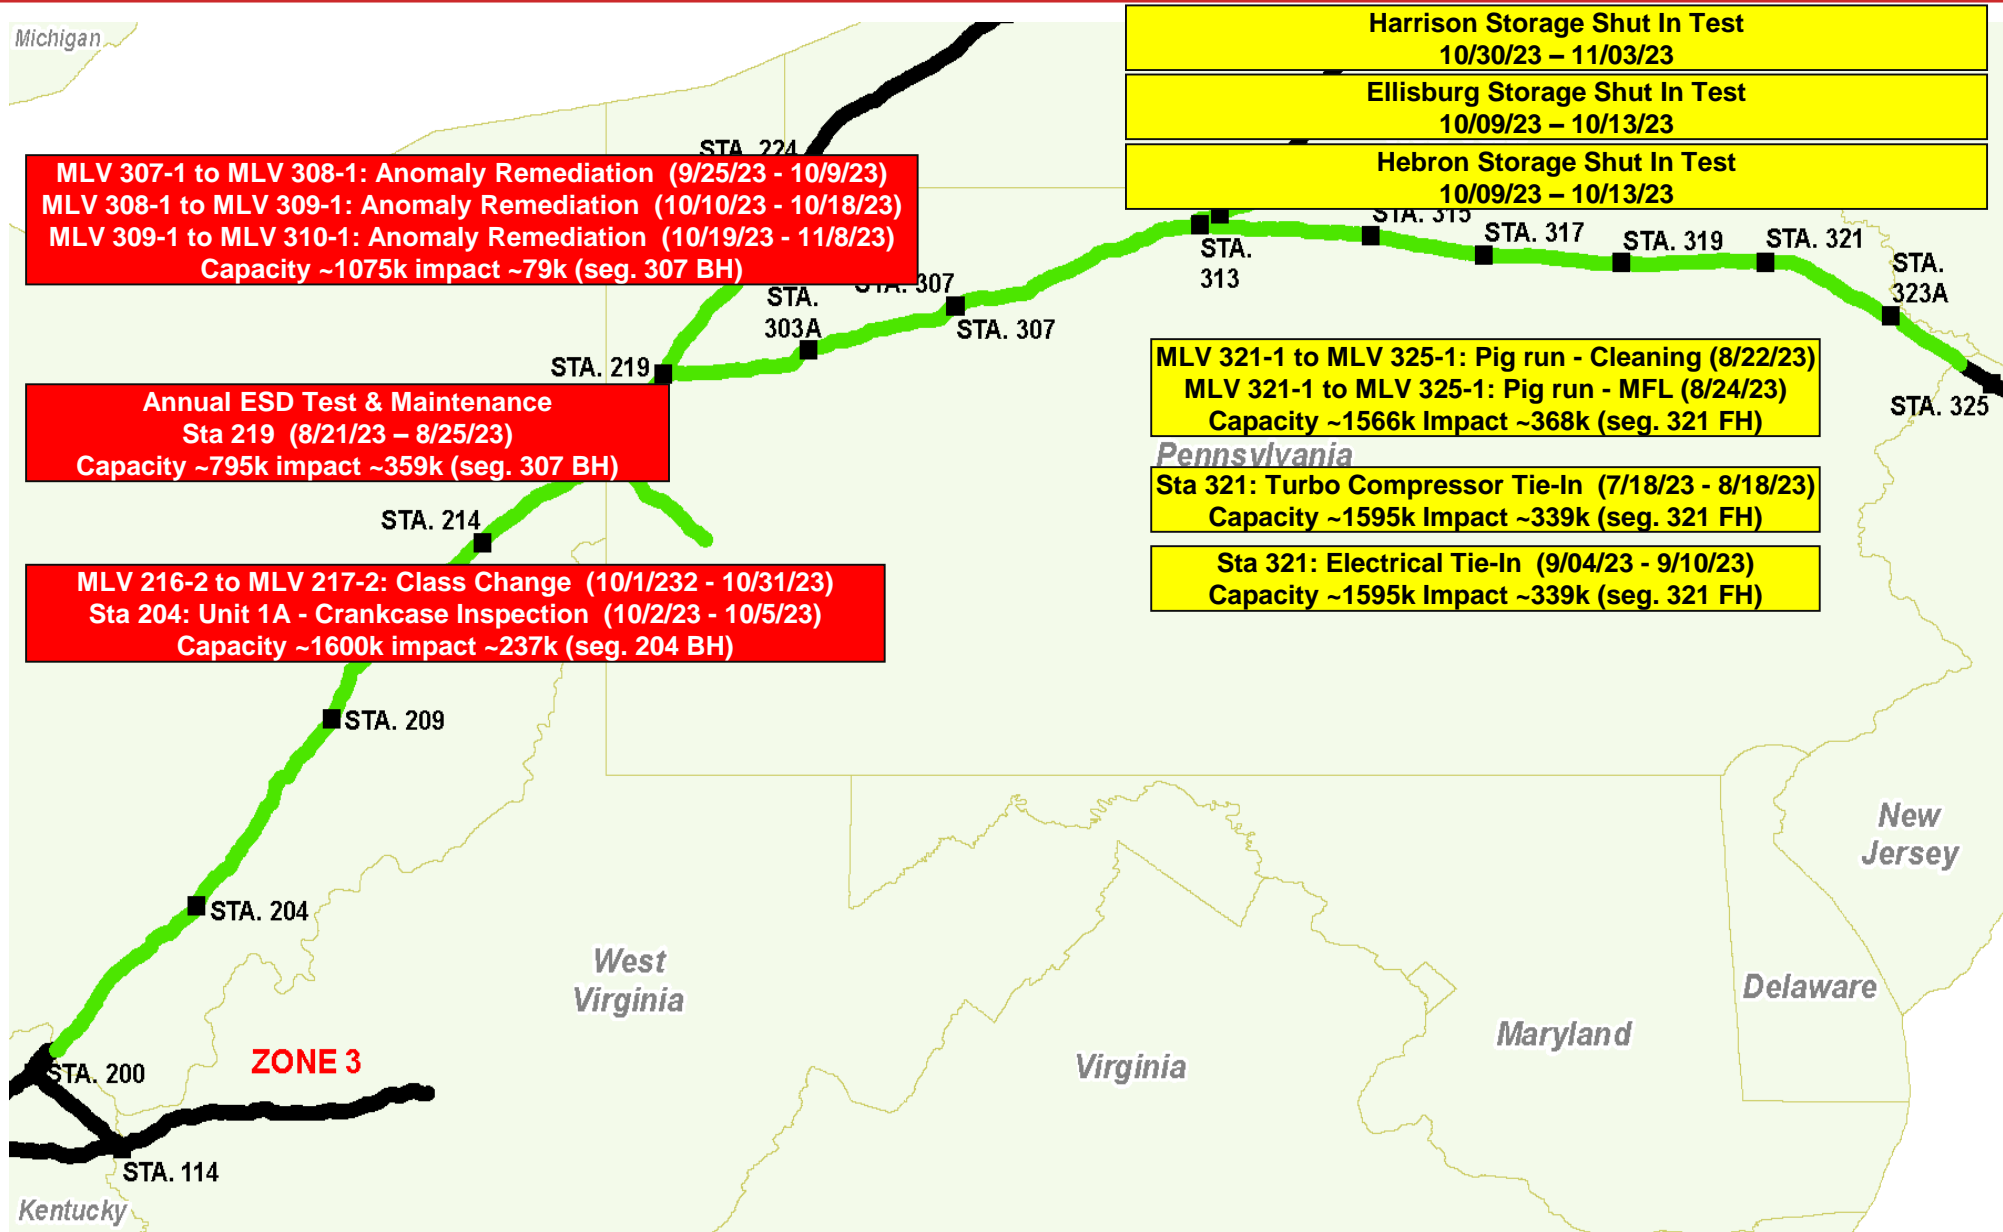 Michigan
Harrison Storage Shut In Test
10/30/23 – 11/03/23
Ellisburg Storage Shut In Test
10/09/23 – 10/13/23
Hebron Storage Shut In Test
10/09/23 – 10/13/23
STA. 224
MLV 307-1 to MLV 308-1: Anomaly Remediation (9/25/23 - 10/9/23)
MLV 308-1 to MLV 309-1: Anomaly Remediation (10/10/23 - 10/18/23)
MLV 309-1 to MLV 310-1: Anomaly Remediation (10/19/23 - 11/8/23)
Capacity ~1075k impact ~79k (seg. 307 BH)
STA. 315
STA. 317
STA. 319
STA. 321
STA.
313
STA.
323A
STA. 307
STA.
303A
STA. 307
STA. 219
MLV 321-1 to MLV 325-1: Pig run - Cleaning (8/22/23)
MLV 321-1 to MLV 325-1: Pig run - MFL (8/24/23)
Capacity ~1566k Impact ~368k (seg. 321 FH)
STA. 325
Annual ESD Test & Maintenance
Sta 219 (8/21/23 – 8/25/23)
Capacity ~795k impact ~359k (seg. 307 BH)
Pennsylvania
Sta 321: Turbo Compressor Tie-In (7/18/23 - 8/18/23)
Capacity ~1595k Impact ~339k (seg. 321 FH)
STA. 214
Sta 321: Electrical Tie-In (9/04/23 - 9/10/23)
Capacity ~1595k Impact ~339k (seg. 321 FH)
MLV 216-2 to MLV 217-2: Class Change (10/1/232 - 10/31/23)
Sta 204: Unit 1A - Crankcase Inspection (10/2/23 - 10/5/23)
Capacity ~1600k impact ~237k (seg. 204 BH)
STA. 209
New
Jersey
STA. 204
West
Virginia
Delaware
Maryland
Virginia
ZONE 3
STA. 200
STA. 114
Kentucky